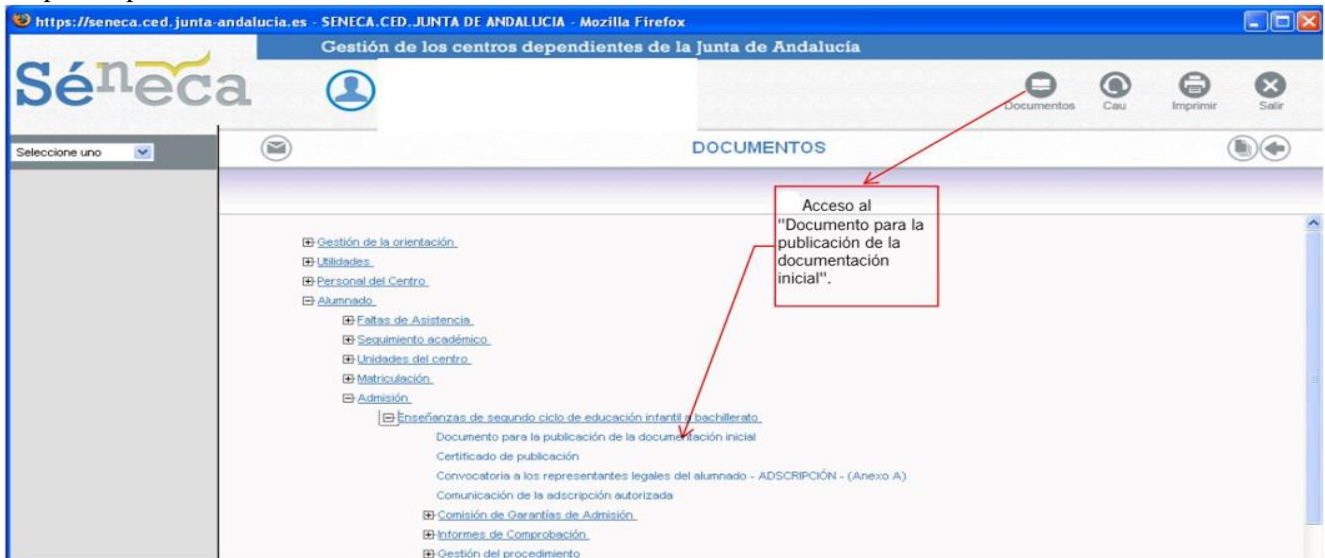 https://seneca.ced.junta-andalucia.es - SENECA.CED.JUNTA DE ANDALUCIA - Mozilla Firefox
Gestión de los centros dependientes de la Junta de Andalucía
Séneca
Documentos
Cau
Imprimir
Salir
Seleccione uno
DOCUMENTOS
Acceso al
"Documento para la
publicación de la
documentación
inicial".
Gestión de la orientación
Utilidades
Personal del Centro
Alumnado
Faltas de Asistencia
Seguimiento académico
Unidades del centro
Matriculación
Admisión
Enseñanzas de segundo ciclo de educación infantil a bachillerato
Documento para la publicación de la documentación inicial
Certificado de publicación
Convocatoria a los representantes legales del alumnado - ADSCRIPCIÓN - (Anexo A)
Comunicación de la adscripción autorizada
Comisión de Garantías de Admisión
Informes de Comprobación
Gestión del procedimiento